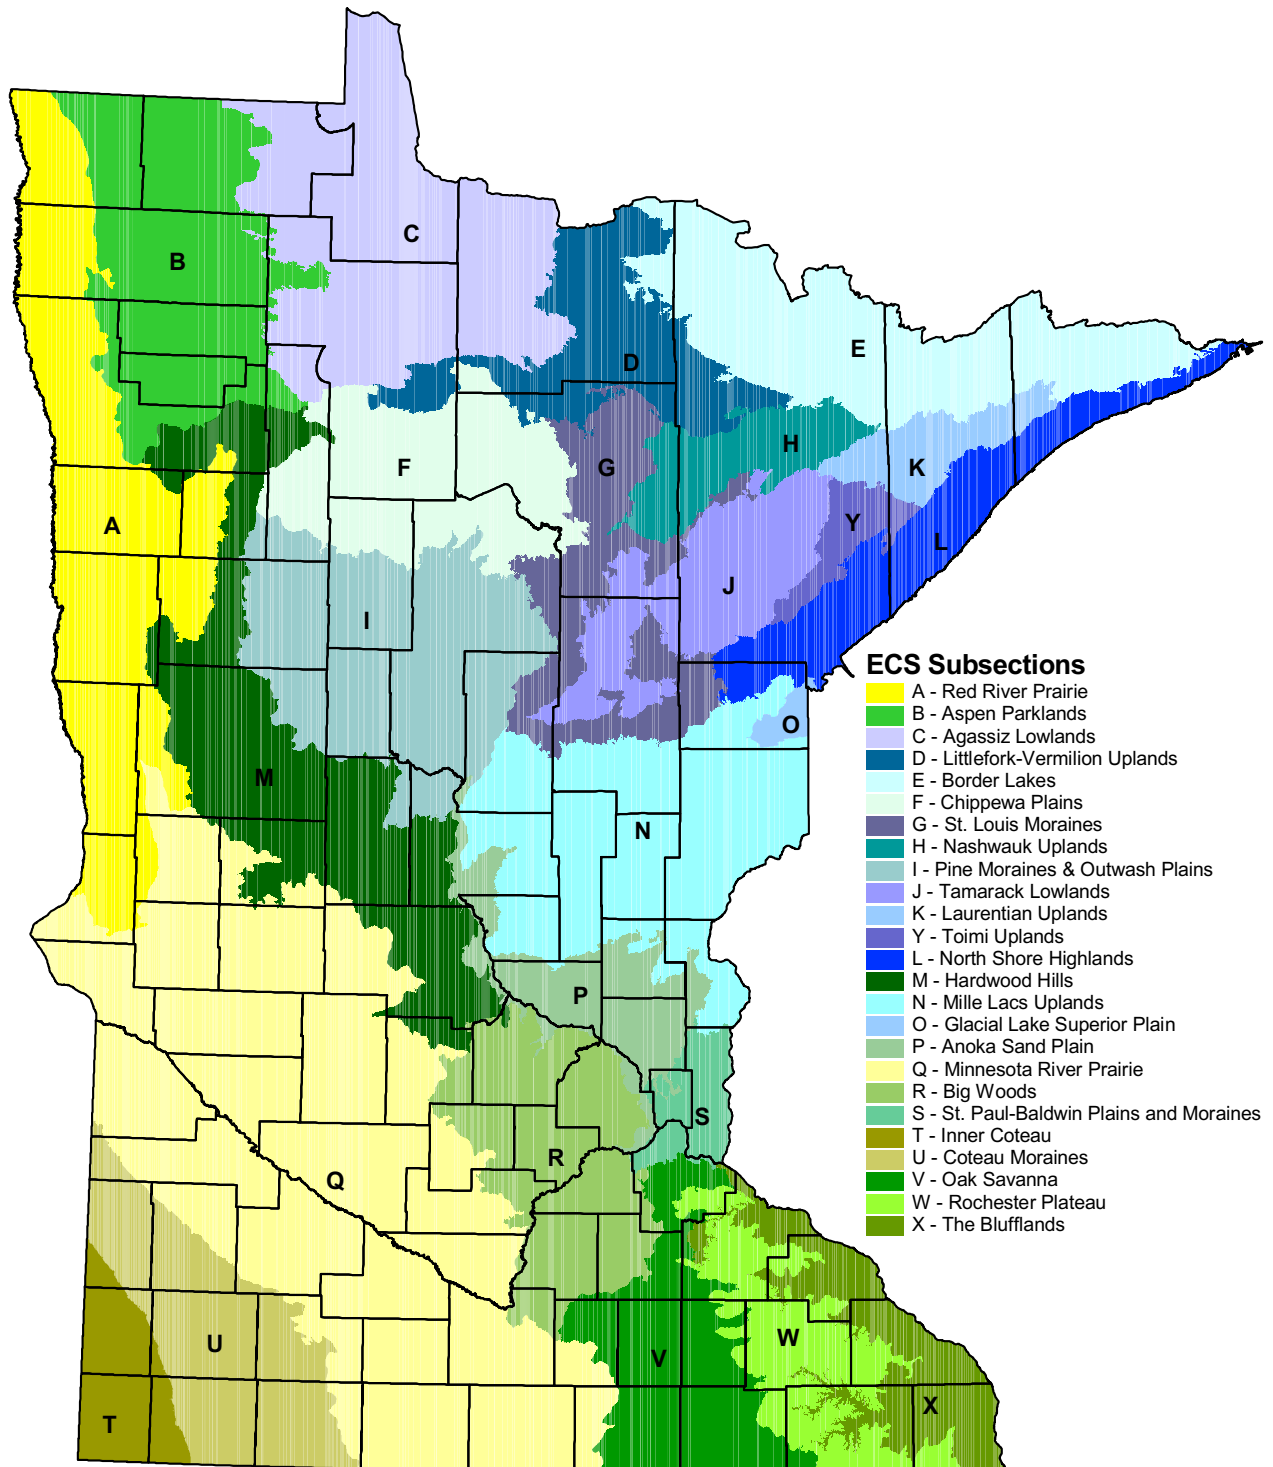 C
B
E
D
H
F
G
K
A
Y
L
J
I
ECS Subsections
A - Red River Prairie
B - Aspen Parklands
C - Agassiz Lowlands
D - Littlefork-Vermilion Uplands
E - Border Lakes
F - Chippewa Plains
G - St. Louis Moraines
H - Nashwauk Uplands
I - Pine Moraines & Outwash Plains
J - Tamarack Lowlands
K - Laurentian Uplands
Y - Toimi Uplands
L - North Shore Highlands
M - Hardwood Hills
N - Mille Lacs Uplands
O - Glacial Lake Superior Plain
P - Anoka Sand Plain
Q - Minnesota River Prairie
R - Big Woods
S - St. Paul-Baldwin Plains and Moraines
T - Inner Coteau
U - Coteau Moraines
V - Oak Savanna
W - Rochester Plateau
X - The Blufflands
O
M
N
P
S
R
Q
W
U
V
X
T